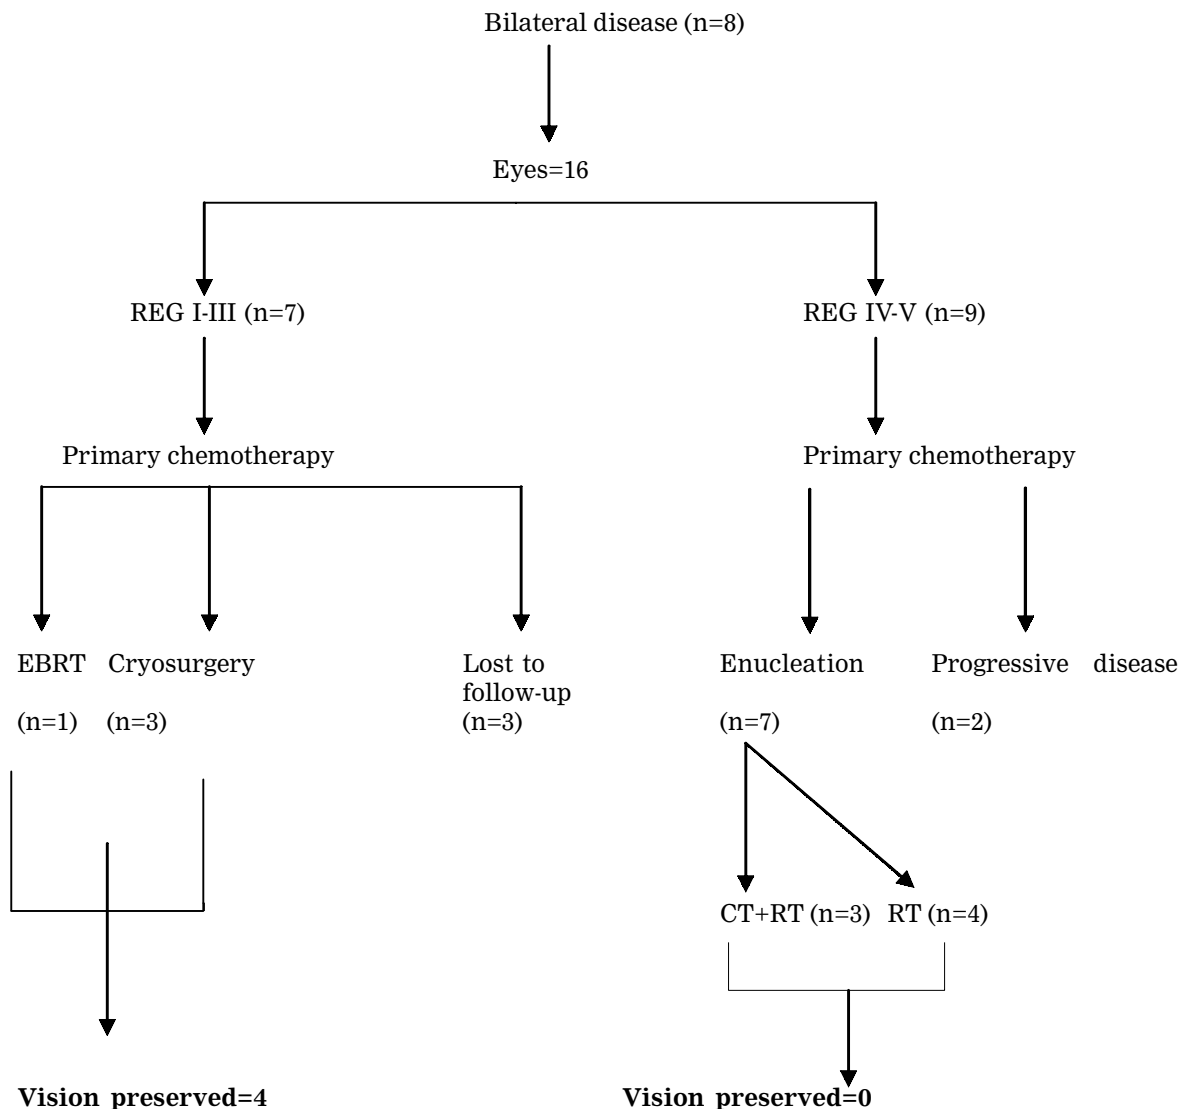 Bilateral disease (n=8)
Eyes=16
REG I-III (n=7)
REG IV-V (n=9)
Primary chemotherapy
Primary chemotherapy
EBRT Cryosurgery
Lost to
follow-up
Enucleation
Progressive disease
(n=1) (n=3)
(n=3)
(n=7)
(n=2)
CT+RT (n=3) RT (n=4)
Vision preserved=4
Vision preserved=0